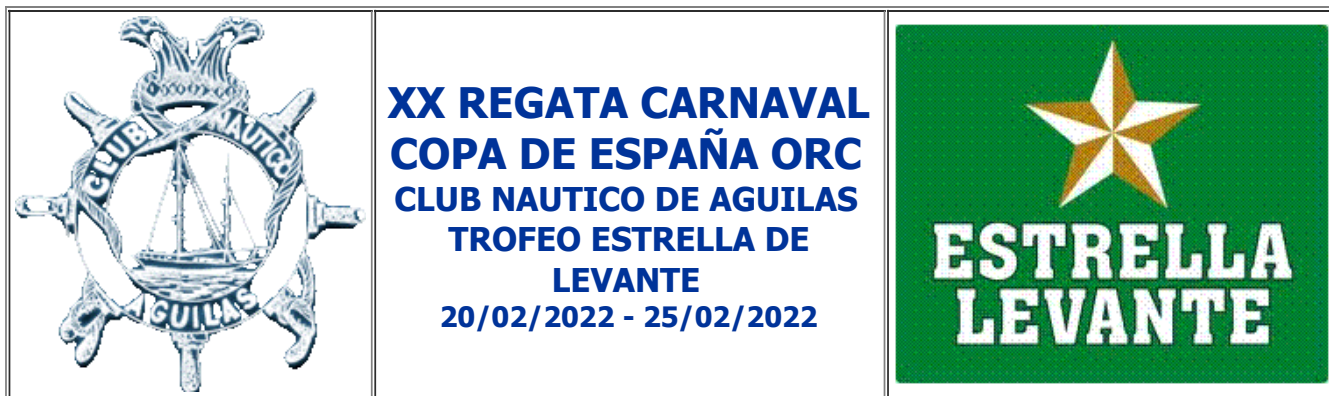 CLUB NAUTICO
AGUILAS
XX REGATA CARNAVAL
COPA DE ESPAÑA ORC
CLUB NAUTICO DE AGUILAS
TROFEO ESTRELLA DE
LEVANTE
20/02/2022 - 25/02/2022
ESTRELLA
LEVANTE